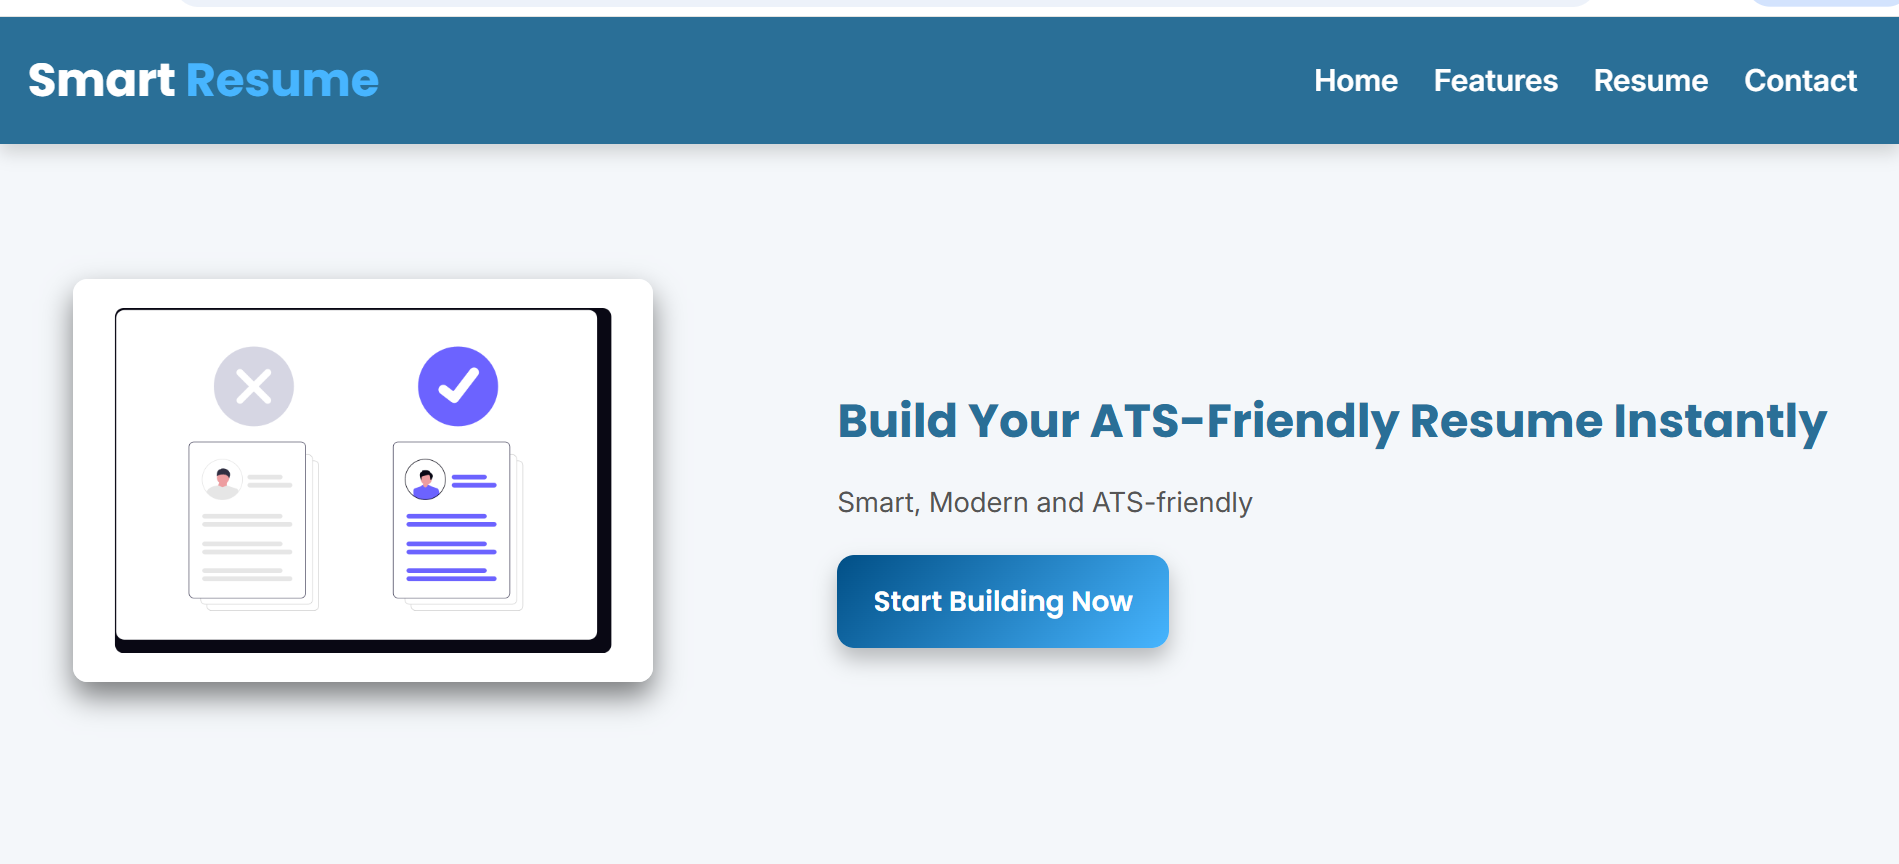 Smart Resume
Home Features Resume Contact
Build Your ATS-Friendly Resume Instantly
Smart, Modern and ATS-friendly
Start Building Now